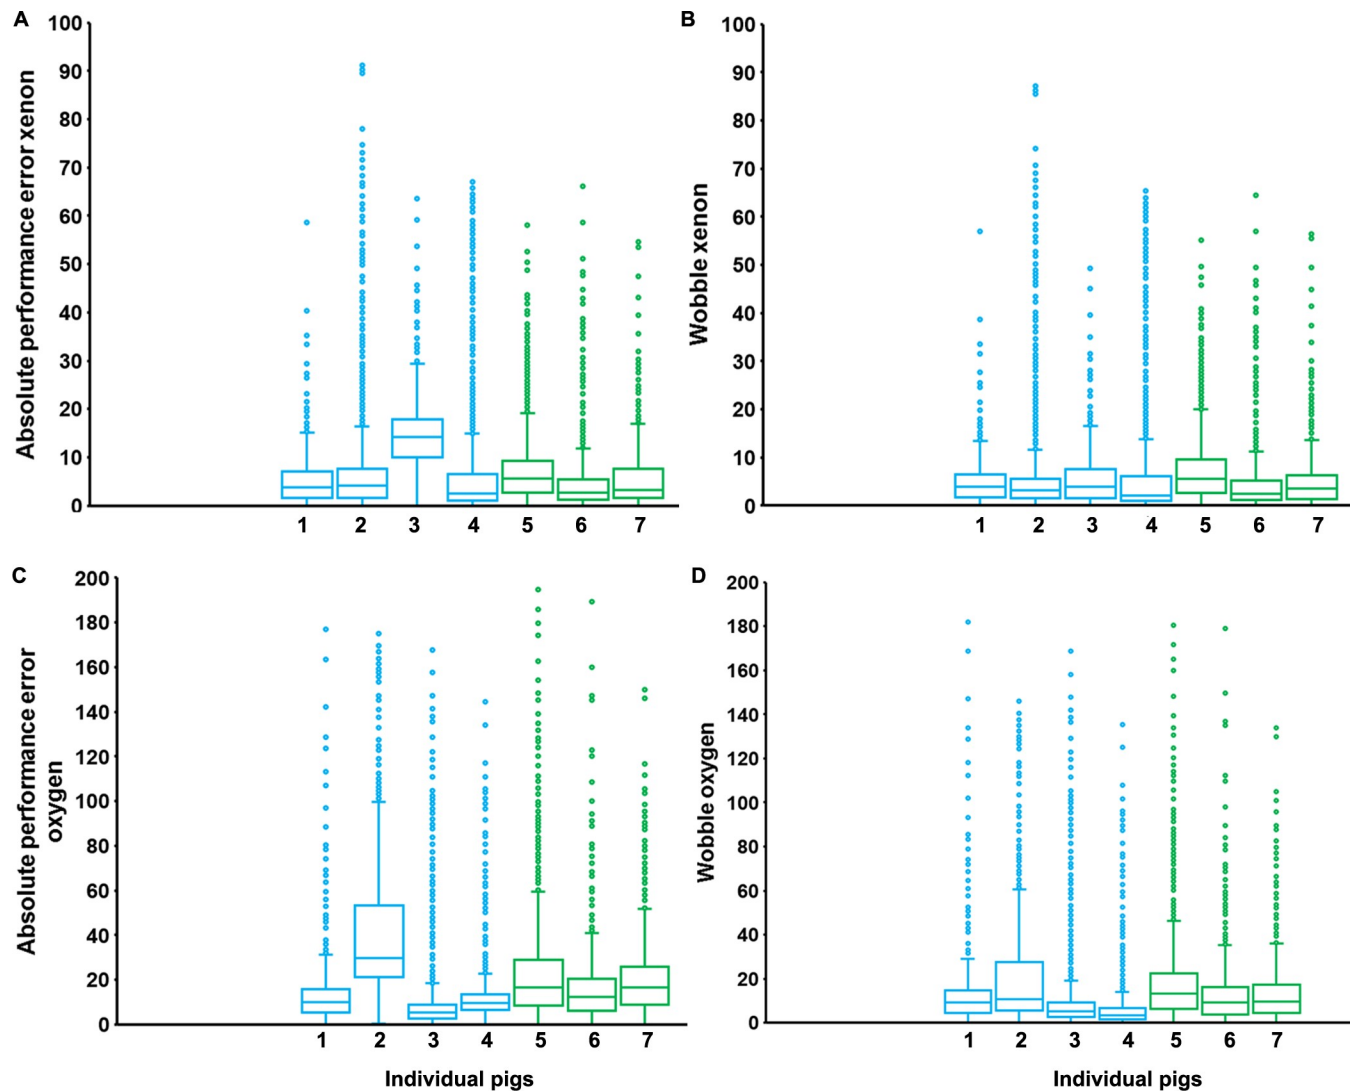 A
Absolute performance error xenon
100
90
80
70
60
50
40
30
20
10
0
1 2 3 4 5 6 7
B
Wobble xenon
100
90
80
70
60
50
40
30
20
10
0
1 2 3 4 5 6 7
C
Absolute performance error
oxygen
200
180
160
140
120
100
80
60
40
20
0
1 2 3 4 5 6 7
Individual pigs
D
Wobble oxygen
200
180
160
140
120
100
80
60
40
20
0
1 2 3 4 5 6 7
Individual pigs